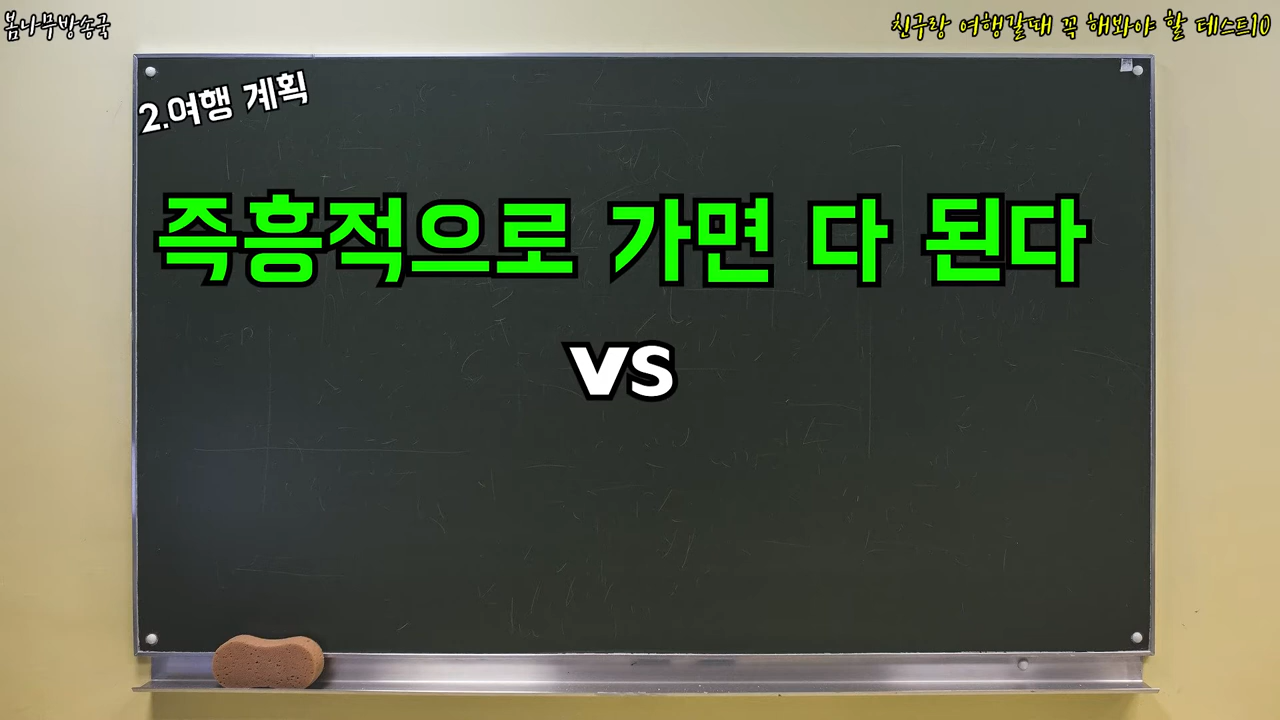 봄나무방송국
친구랑 여행갈때 꼭 해봐야 할 테스트10
2.여행 계획
즉흥적으로 가면 다 된다
vs